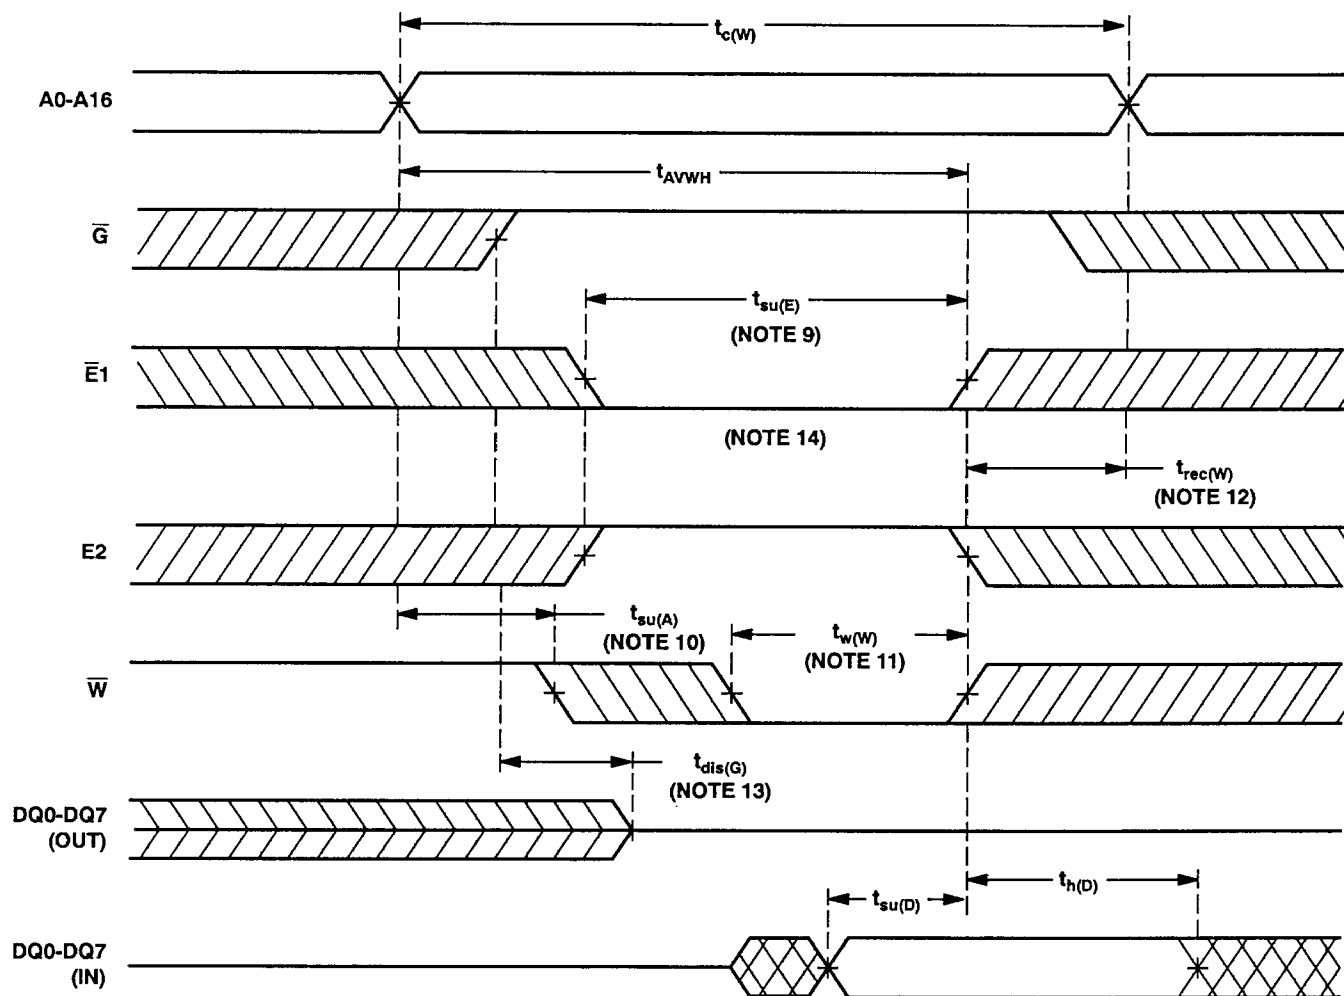 t_c(W)
A0-A16
t_AVWH
G̅
t_su(E)
(NOTE 9)
E̅1
(NOTE 14)
t_rec(W)
(NOTE 12)
E2
t_su(A)
(NOTE 10)
t_w(W)
(NOTE 11)
W̅
t_dis(G)
(NOTE 13)
DQ0-DQ7
(OUT)
t_h(D)
t_su(D)
DQ0-DQ7
(IN)